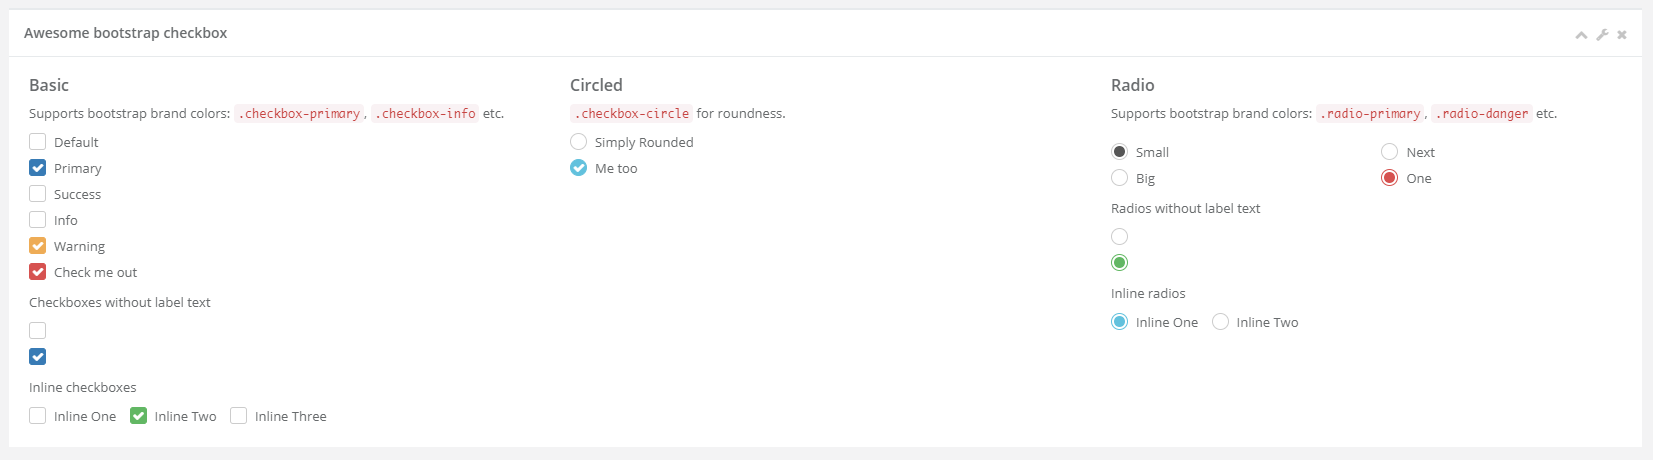 Awesome bootstrap checkbox
Basic
Supports bootstrap brand colors: .checkbox-primary, .checkbox-info etc.
Default
Primary
Success
Info
Warning
Check me out
Checkboxes without label text
Inline checkboxes
Inline One Inline Two Inline Three
Circled
.checkbox-circle for roundness.
Simply Rounded
Me too
Radio
Supports bootstrap brand colors: .radio-primary, .radio-danger etc.
Small Next
Big One
Radios without label text
Inline radios
Inline One Inline Two